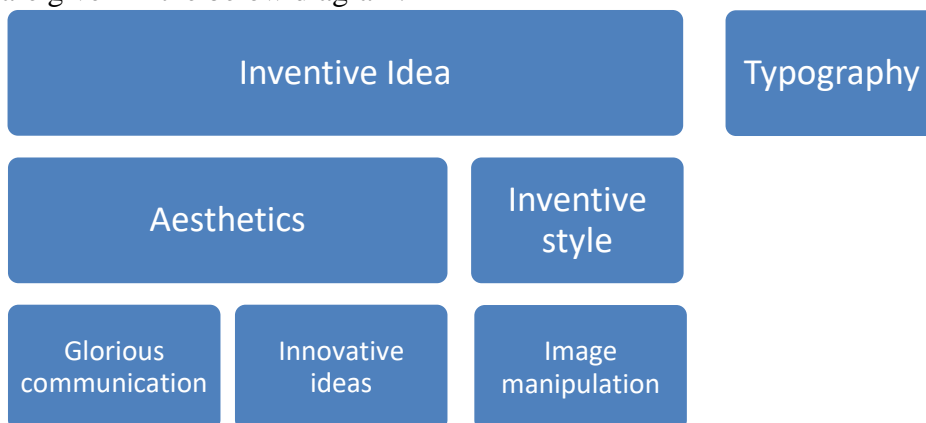 Inventive Idea
Typography
Aesthetics
Inventive
style
Glorious
communication
Innovative
ideas
Image
manipulation